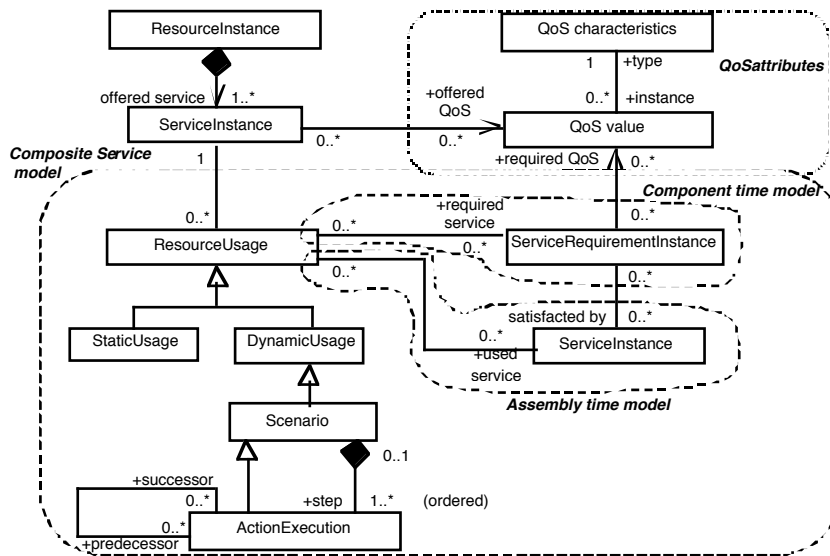 ResourceInstance
QoS characteristics
1
+type
QoSattributes
offered service
1..*
+offered
QoS
0..*
+instance
ServiceInstance
QoS value
0..*
0..*
Composite Service
model
1
+required QoS
0..*
Component time model
0..*
+required
service
0..*
0..*
0..*
ResourceUsage
ServiceRequirementInstance
0..*
0..*
StaticUsage
DynamicUsage
satisfacted by
0..*
0..*
ServiceInstance
+used
service
Assembly time model
Scenario
0..1
+successor
0..*
+step
1..*
(ordered)
0..*
ActionExecution
+predecessor